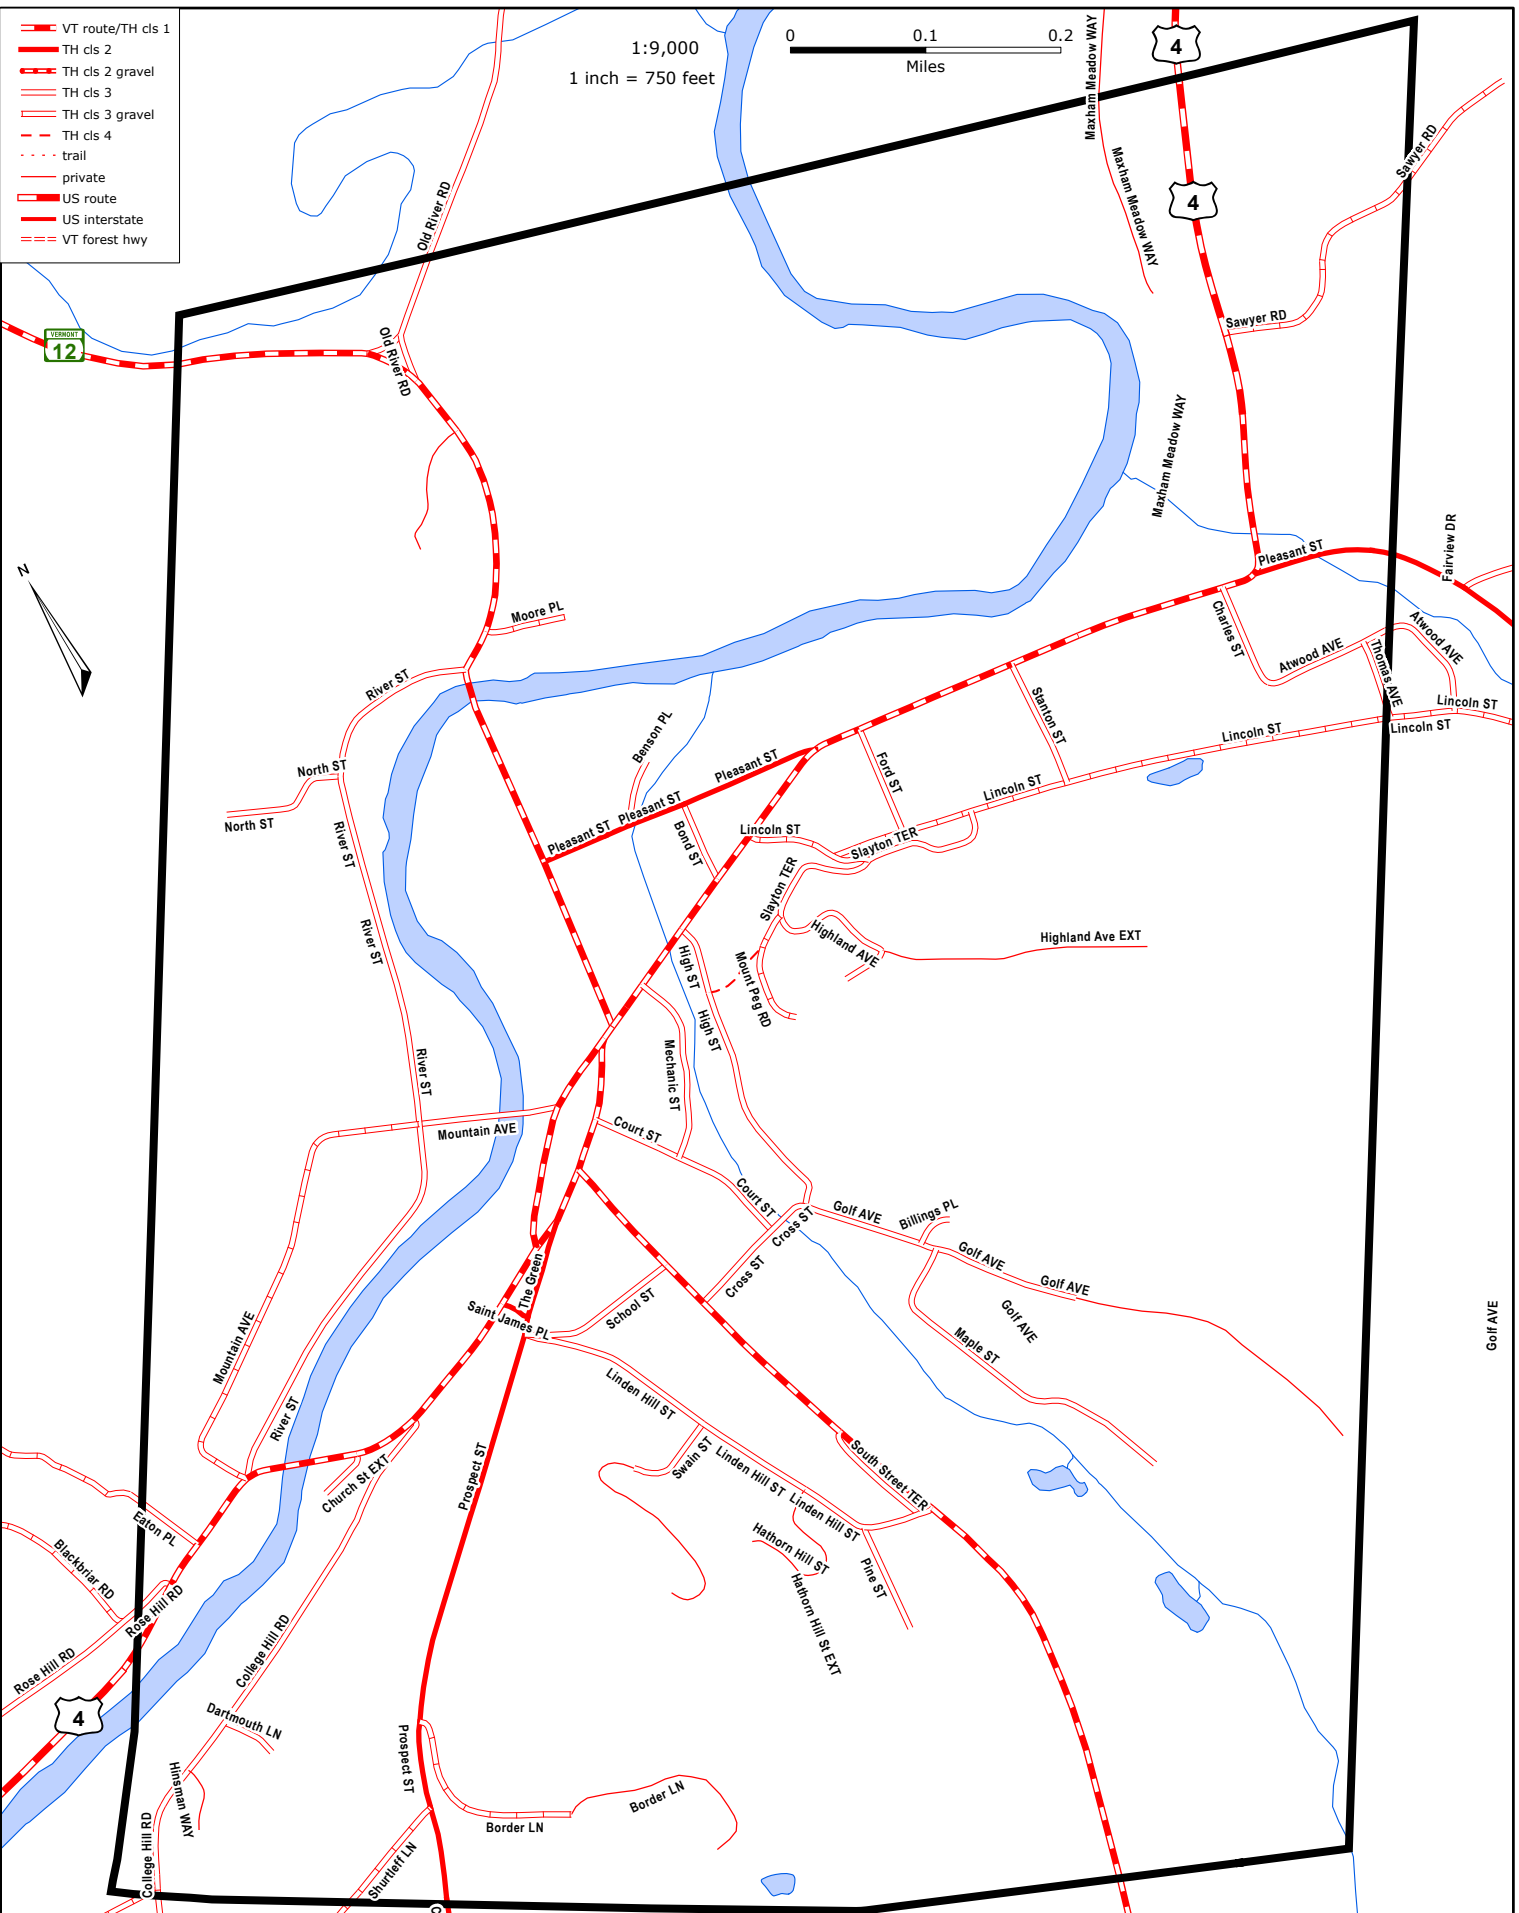 VT route/TH cls 1
TH cls 2
TH cls 2 gravel
TH cls 3
TH cls 3 gravel
TH cls 4
trail
private
US route
US interstate
VT forest hwy
1:9,000
1 inch = 750 feet
0
0.1
0.2
Miles
Maxham Meadow WAY
4
Maxham Meadow WAY
4
Sawyer RD
Old River RD
Sawyer RD
VERMONT
12
Old River RD
Maxham Meadow WAY
Fairview DR
Pleasant ST
N
Moore PL
Charles ST
Atwood AVE
Atwood AVE
Thomas AVE
River ST
Stanton ST
Lincoln ST
Lincoln ST
Lincoln ST
Benson PL
Pleasant ST
Ford ST
North ST
Lincoln ST
Pleasant ST
Pleasant ST
North ST
River ST
Bond ST
Lincoln ST
Slayton TER
Slayton TER
River ST
High ST
Highland AVE
Highland Ave EXT
Mount Peg RD
High ST
River ST
Mechanic ST
Mountain AVE
Court ST
Court ST
Cross ST
Golf AVE
Billings PL
Golf AVE
Golf AVE
Cross ST
The Green
Saint James PL
School ST
Golf AVE
Golf AVE
Maple ST
Mountain AVE
Linden Hill ST
River ST
Swain ST
Linden Hill ST
Linden Hill ST
South Street TER
Church St EXT
Prospect ST
Eaton PL
Blackbriar RD
Hathorn Hill ST
Pine ST
Hathorn Hill St EXT
Rose Hill RD
Rose Hill RD
College Hill RD
4
Dartmouth LN
Prospect ST
Hinsman WAY
Border LN
Border LN
College Hill RD
Shurtleff LN